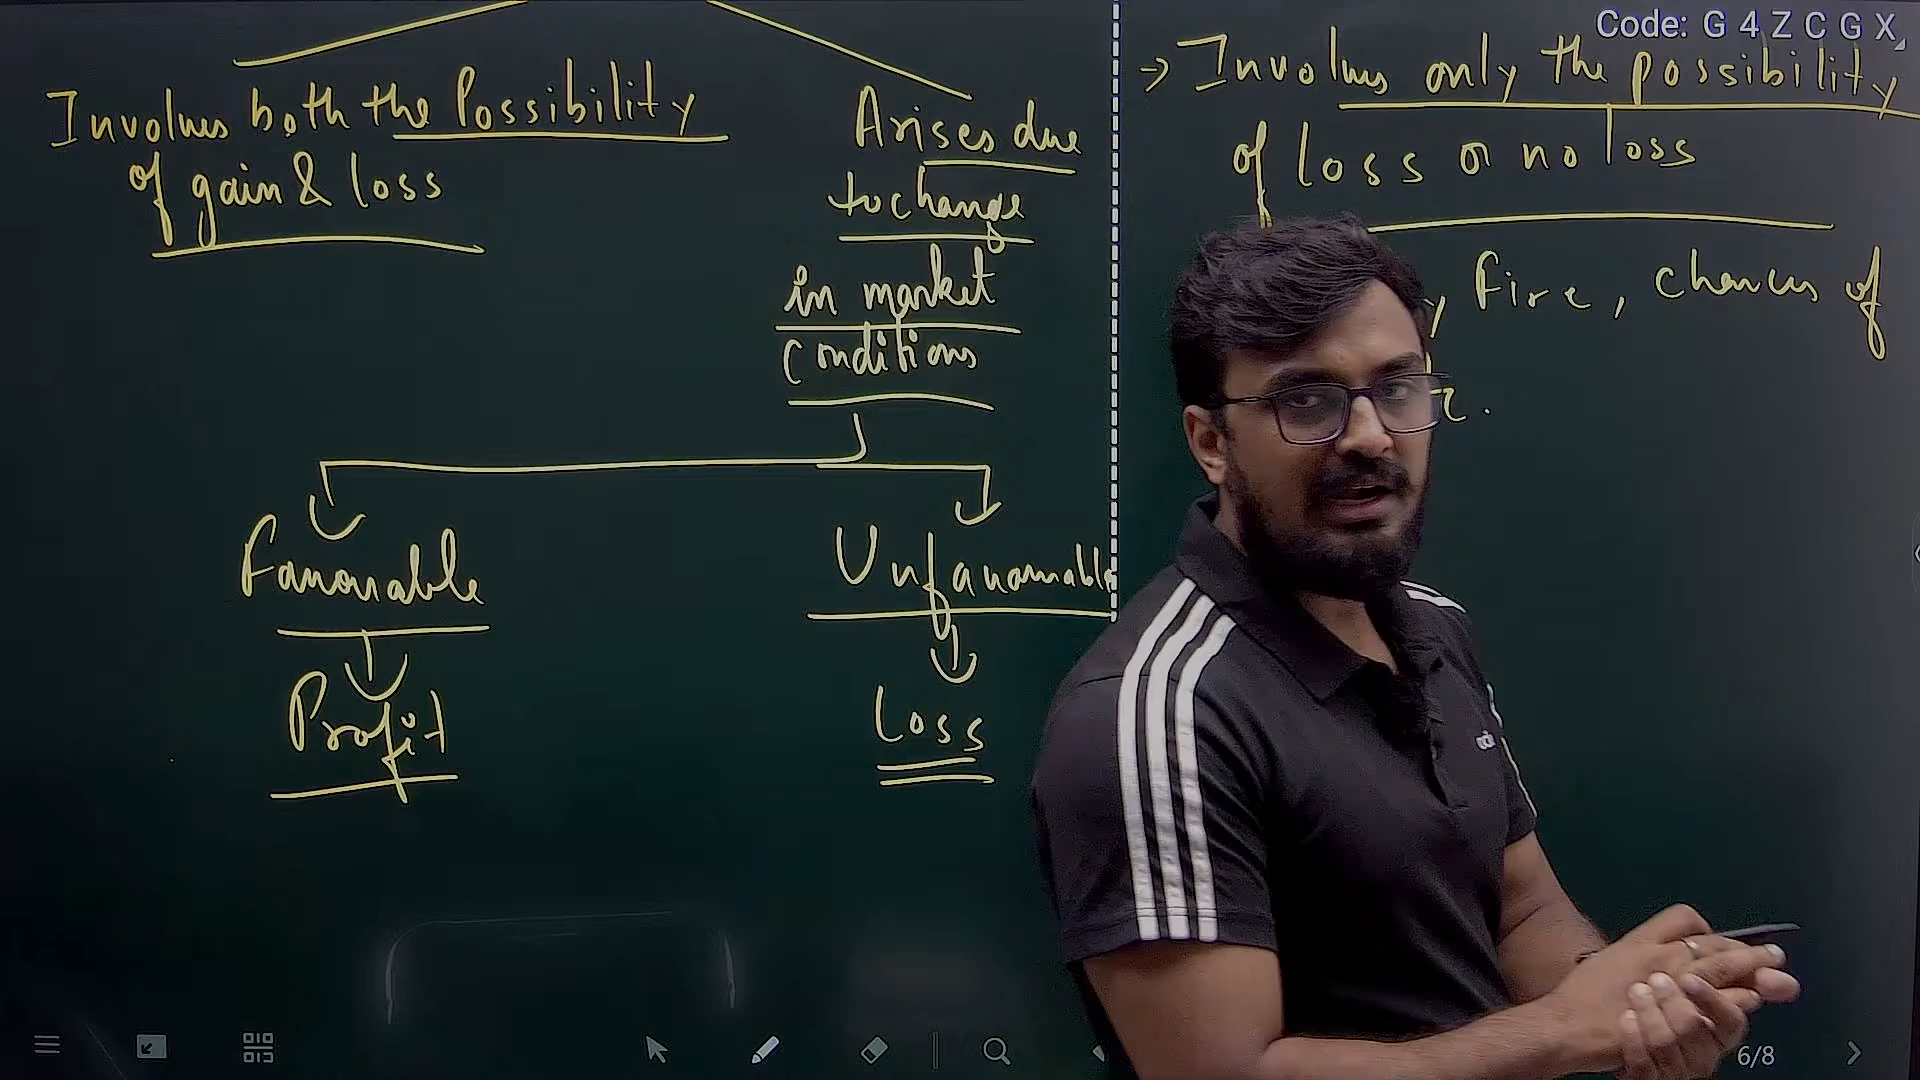 Code: G 4 Z C G X
Involves both the Possibility
of gain & loss
Arises due
to change
in market
conditions
Favourable
Unfavourable
Profit
Loss
→ Involves only the possibility
of loss or no loss
Fire, chances of
6/8